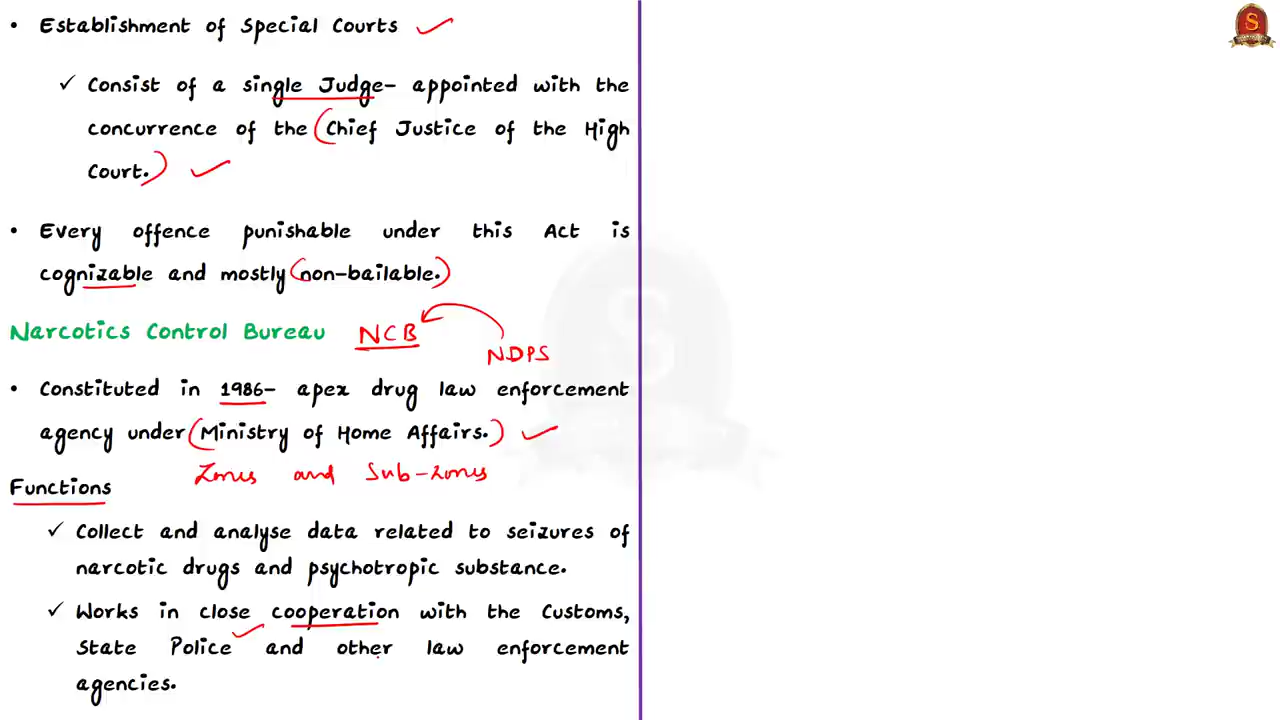 • Establishment of Special Courts ✓
✓ Consist of a single Judge- appointed with the
concurrence of the (Chief Justice of the High
Court.) ✓
• Every offence punishable under this Act is
cognizable and mostly (non-bailable.)
Narcotics Control Bureau NCB
NDPS
• Constituted in 1986- apex drug law enforcement
agency under (Ministry of Home Affairs.) ✓
Zones and Sub-zones
Functions
✓ Collect and analyse data related to seizures of
narcotic drugs and psychotropic substance.
✓ Works in close cooperation with the Customs,
State Police and other law enforcement
agencies.
S
S